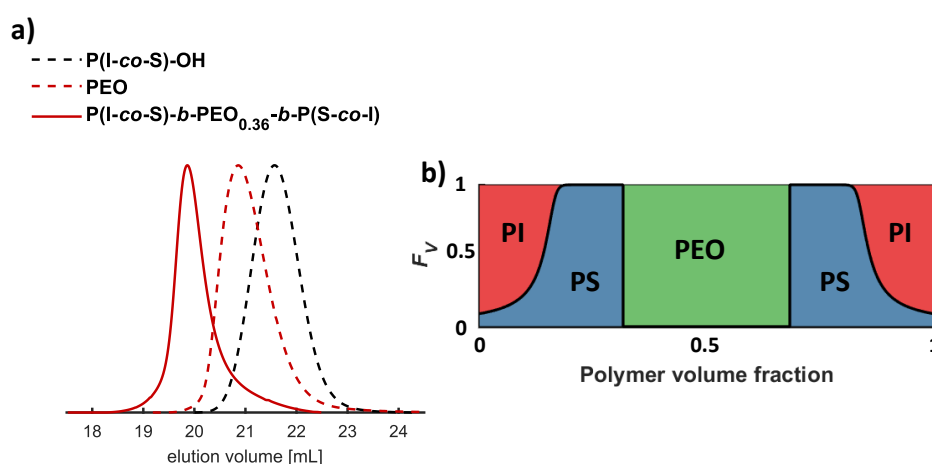 a)
P(I-co-S)-OH
PEO
P(I-co-S)-b-PEO0.36-b-P(S-co-I)
18 19 20 21 22 23 24
elution volume [mL]
b)
1
0.5
0
FV
PI
PS
PEO
PS
PI
0 0.5 1
Polymer volume fraction